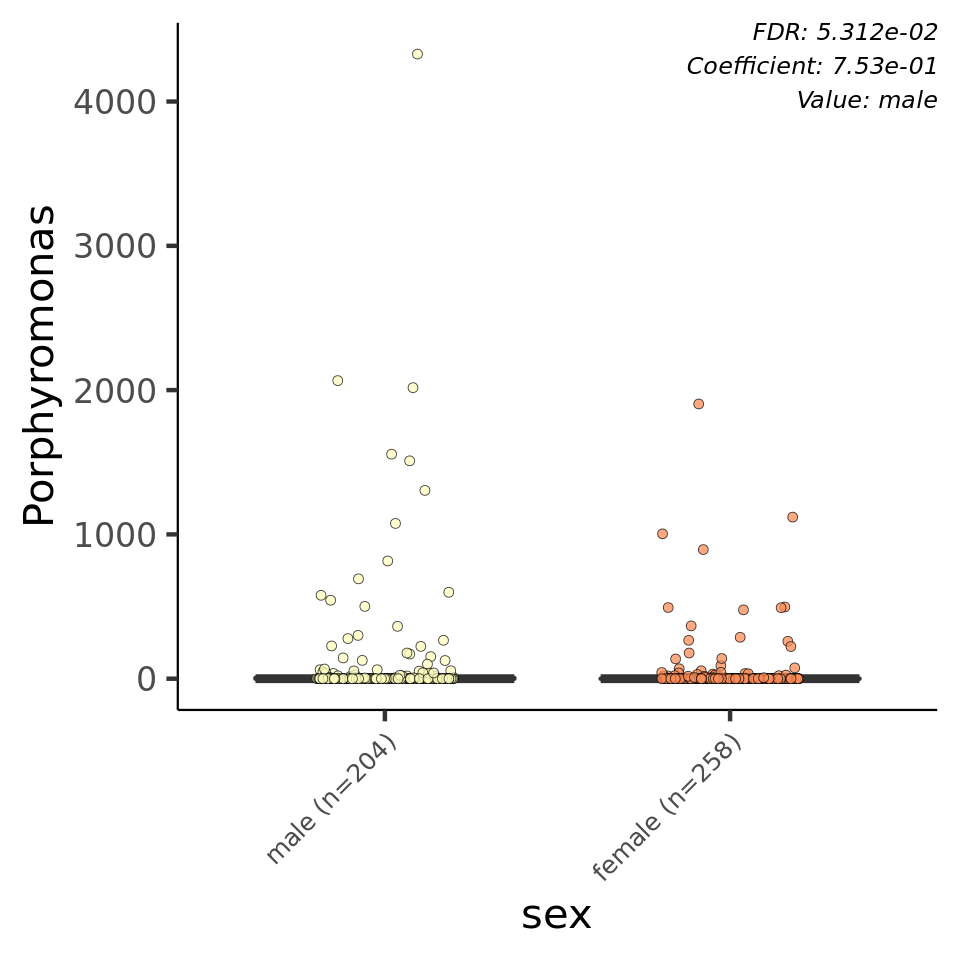 FDR: 5.312e-02
Coefficient: 7.53e-01
Value: male
Porphyromonas
4000
3000
2000
1000
0
male (n=204)
female (n=258)
sex